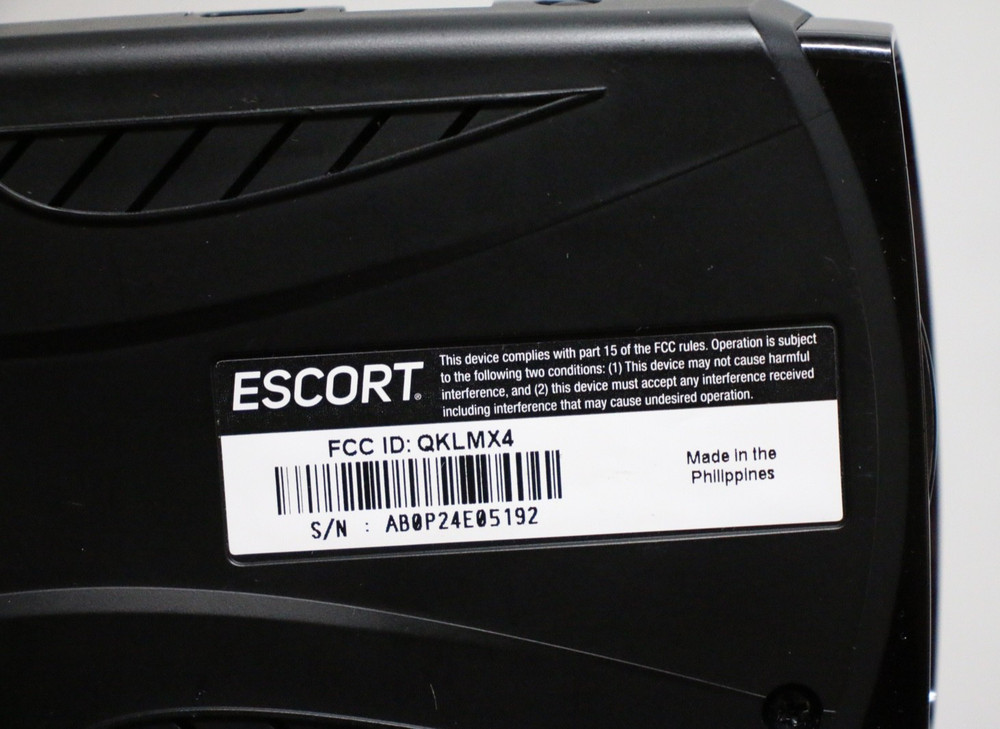 ESCORT®
This device complies with part 15 of the FCC rules. Operation is subject
to the following two conditions: (1) This device may not cause harmful
interference, and (2) this device must accept any interference received
including interference that may cause undesired operation.
FCC ID: QKLMX4
S/N : AB0P24E05192
Made in the
Philippines